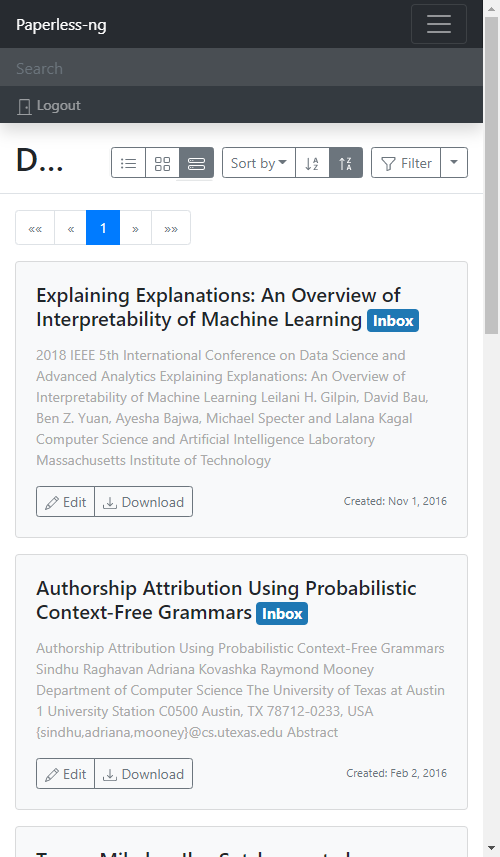 Paperless-ng
Search
Logout
D...
Sort by
Filter
««
«
1
»
»»
Explaining Explanations: An Overview of
Interpretability of Machine Learning Inbox
2018 IEEE 5th International Conference on Data Science and
Advanced Analytics Explaining Explanations: An Overview of
Interpretability of Machine Learning Leilani H. Gilpin, David Bau,
Ben Z. Yuan, Ayesha Bajwa, Michael Specter and Lalana Kagal
Computer Science and Artificial Intelligence Laboratory
Massachusetts Institute of Technology
Edit Download Created: Nov 1, 2016
Authorship Attribution Using Probabilistic
Context-Free Grammars Inbox
Authorship Attribution Using Probabilistic Context-Free Grammars
Sindhu Raghavan Adriana Kovashka Raymond Mooney
Department of Computer Science The University of Texas at Austin
1 University Station C0500 Austin, TX 78712-0233, USA
{sindhu,adriana,mooney}@cs.utexas.edu Abstract
Edit Download Created: Feb 2, 2016